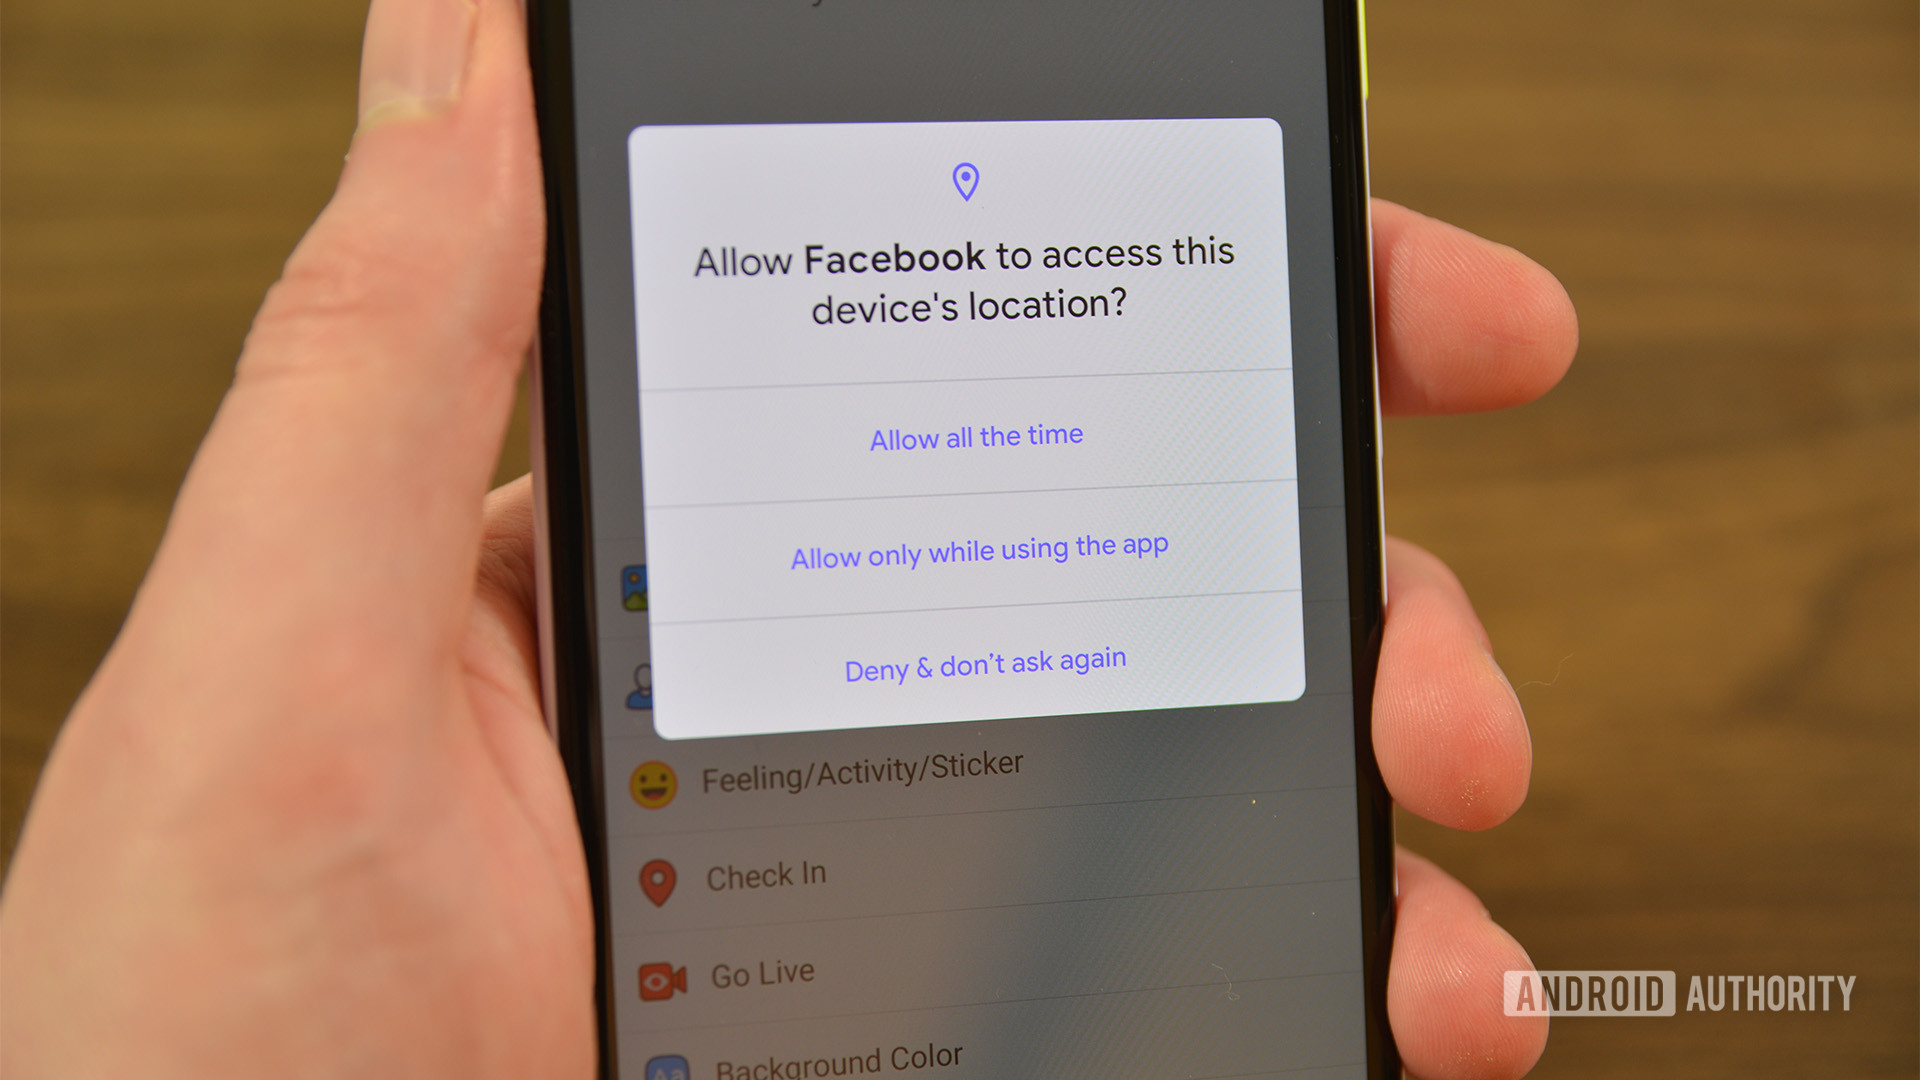 Allow Facebook to access this
device's location?
Allow all the time
Allow only while using the app
Deny & don’t ask again
Feeling/Activity/Sticker
Check In
Go Live
Aa
Background Color
ANDROID AUTHORITY